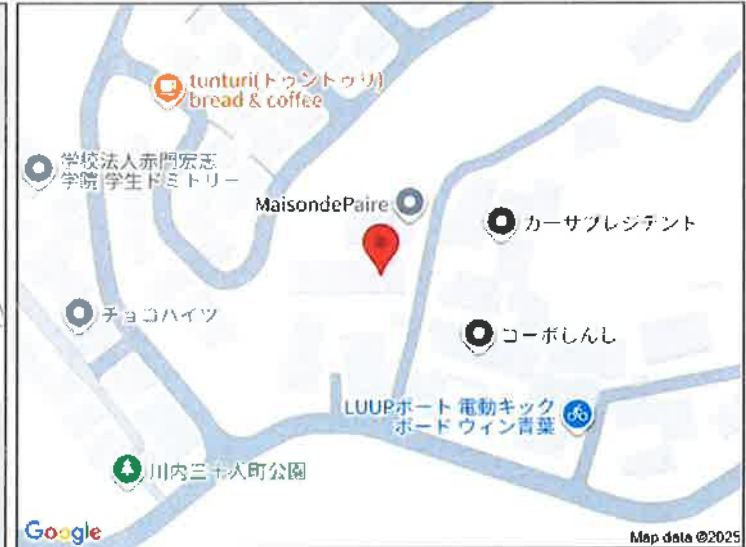 tunturi(トゥントゥリ)
bread & coffee
学校法人赤門宏志
学院 学生ドミトリー
MaisondePaire
カーサプレジデント
チョコハイツ
コーポしんし
LUUPポート 電動キック
ボード ウィン青葉
川内三十人町公園
Google
Map data ©2025